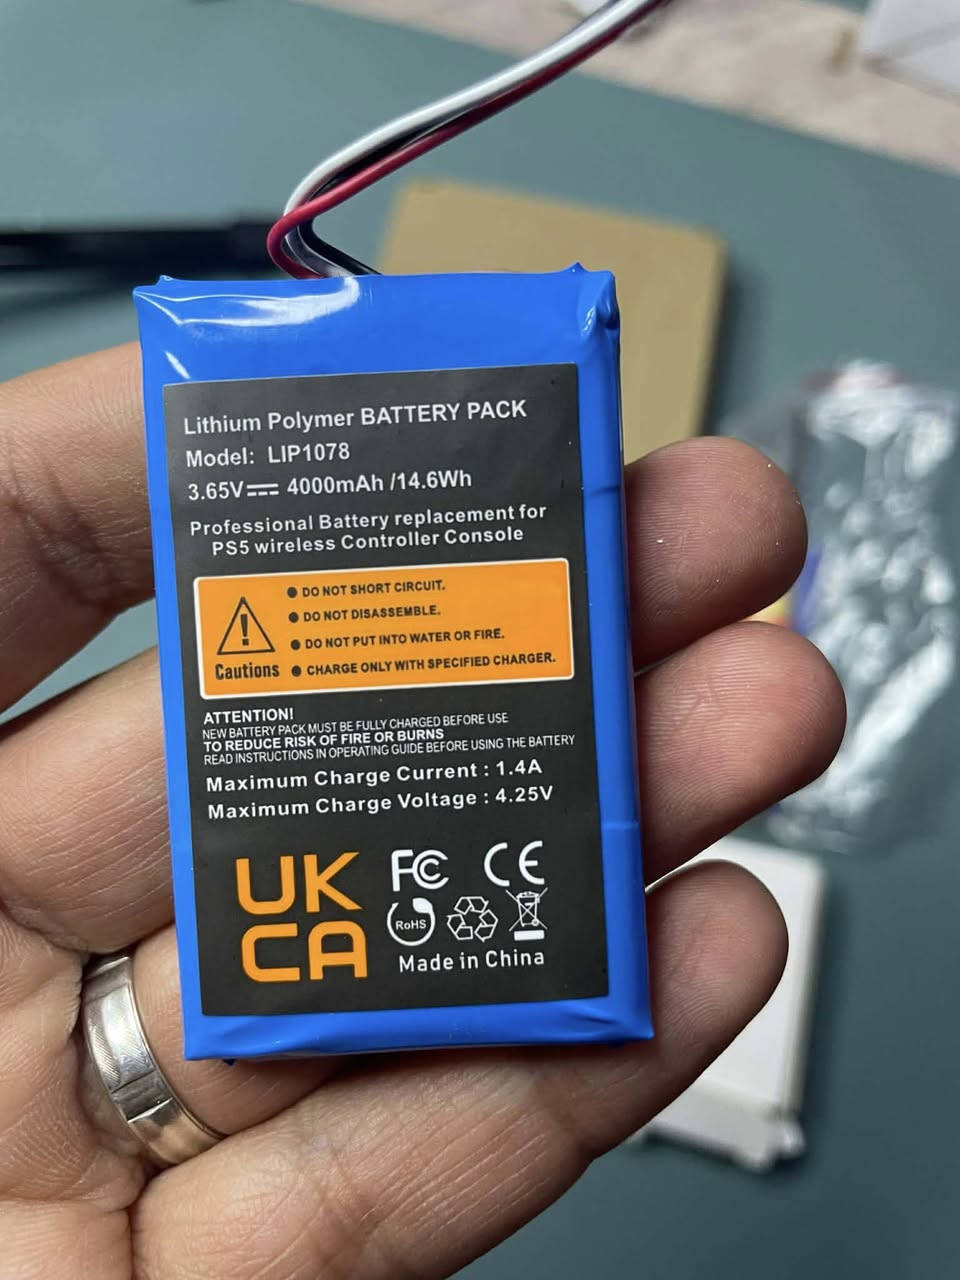 Lithium Polymer BATTERY PACK
Model: LIP1078
3.65V⎓ 4000mAh /14.6Wh
Professional Battery replacement for
PS5 wireless Controller Console
Cautions
● DO NOT SHORT CIRCUIT.
● DO NOT DISASSEMBLE.
● DO NOT PUT INTO WATER OR FIRE.
● CHARGE ONLY WITH SPECIFIED CHARGER.
ATTENTION!
NEW BATTERY PACK MUST BE FULLY CHARGED BEFORE USE
TO REDUCE RISK OF FIRE OR BURNS
READ INSTRUCTIONS IN OPERATING GUIDE BEFORE USING THE BATTERY
Maximum Charge Current : 1.4A
Maximum Charge Voltage : 4.25V
UK
CA
FC CE
RoHS
Made in China